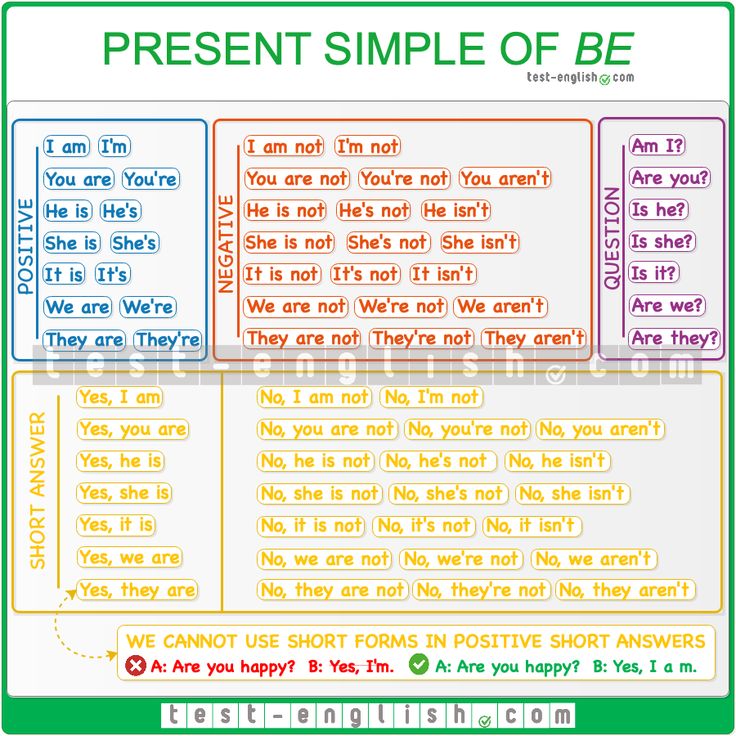 PRESENT SIMPLE OF BE
test-english.com
POSITIVE
I am I'm
You are You're
He is He's
She is She's
It is It's
We are We're
They are They're
NEGATIVE
I am not I'm not
You are not You're not You aren't
He is not He's not He isn't
She is not She's not She isn't
It is not It's not It isn't
We are not We're not We aren't
They are not They're not They aren't
QUESTION
Am I?
Are you?
Is he?
Is she?
Is it?
Are we?
Are they?
test-english.com
SHORT ANSWER
Yes, I am No, I am not No, I'm not
Yes, you are No, you are not No, you're not No, you aren't
Yes, he is No, he is not No, he's not No, he isn't
Yes, she is No, she is not No, she's not No, she isn't
Yes, it is No, it is not No, it's not No, it isn't
Yes, we are No, we are not No, we're not No, we aren't
Yes, they are No, they are not No, they're not No, they aren't
WE CANNOT USE SHORT FORMS IN POSITIVE SHORT ANSWERS
A: Are you happy? B: Yes, I'm. A: Are you happy? B: Yes, I a m.
test-english.com